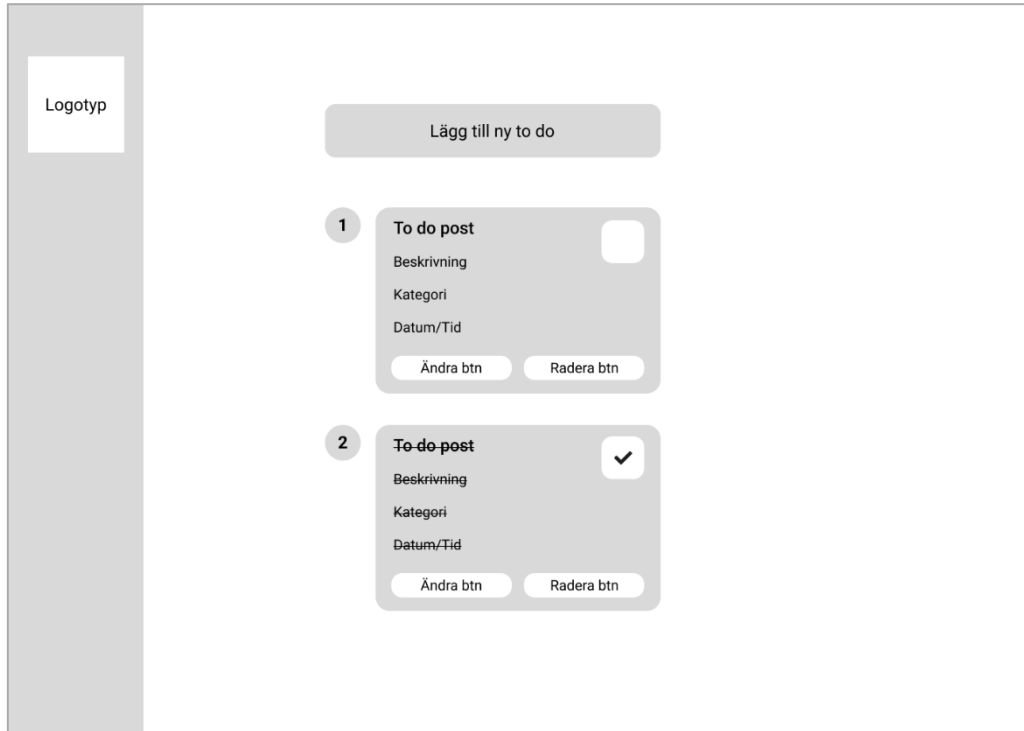 Logotyp
Lägg till ny to do
1
To do post
Beskrivning
Kategori
Datum/Tid
Ändra btn
Radera btn
2
To do post
Beskrivning
Kategori
Datum/Tid
Ändra btn
Radera btn